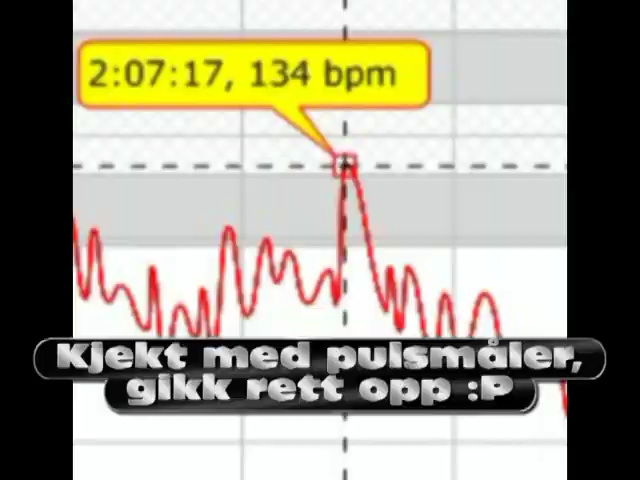 2:07:17, 134 bpm
Kjekt med pulsmåler,
gikk rett opp :P